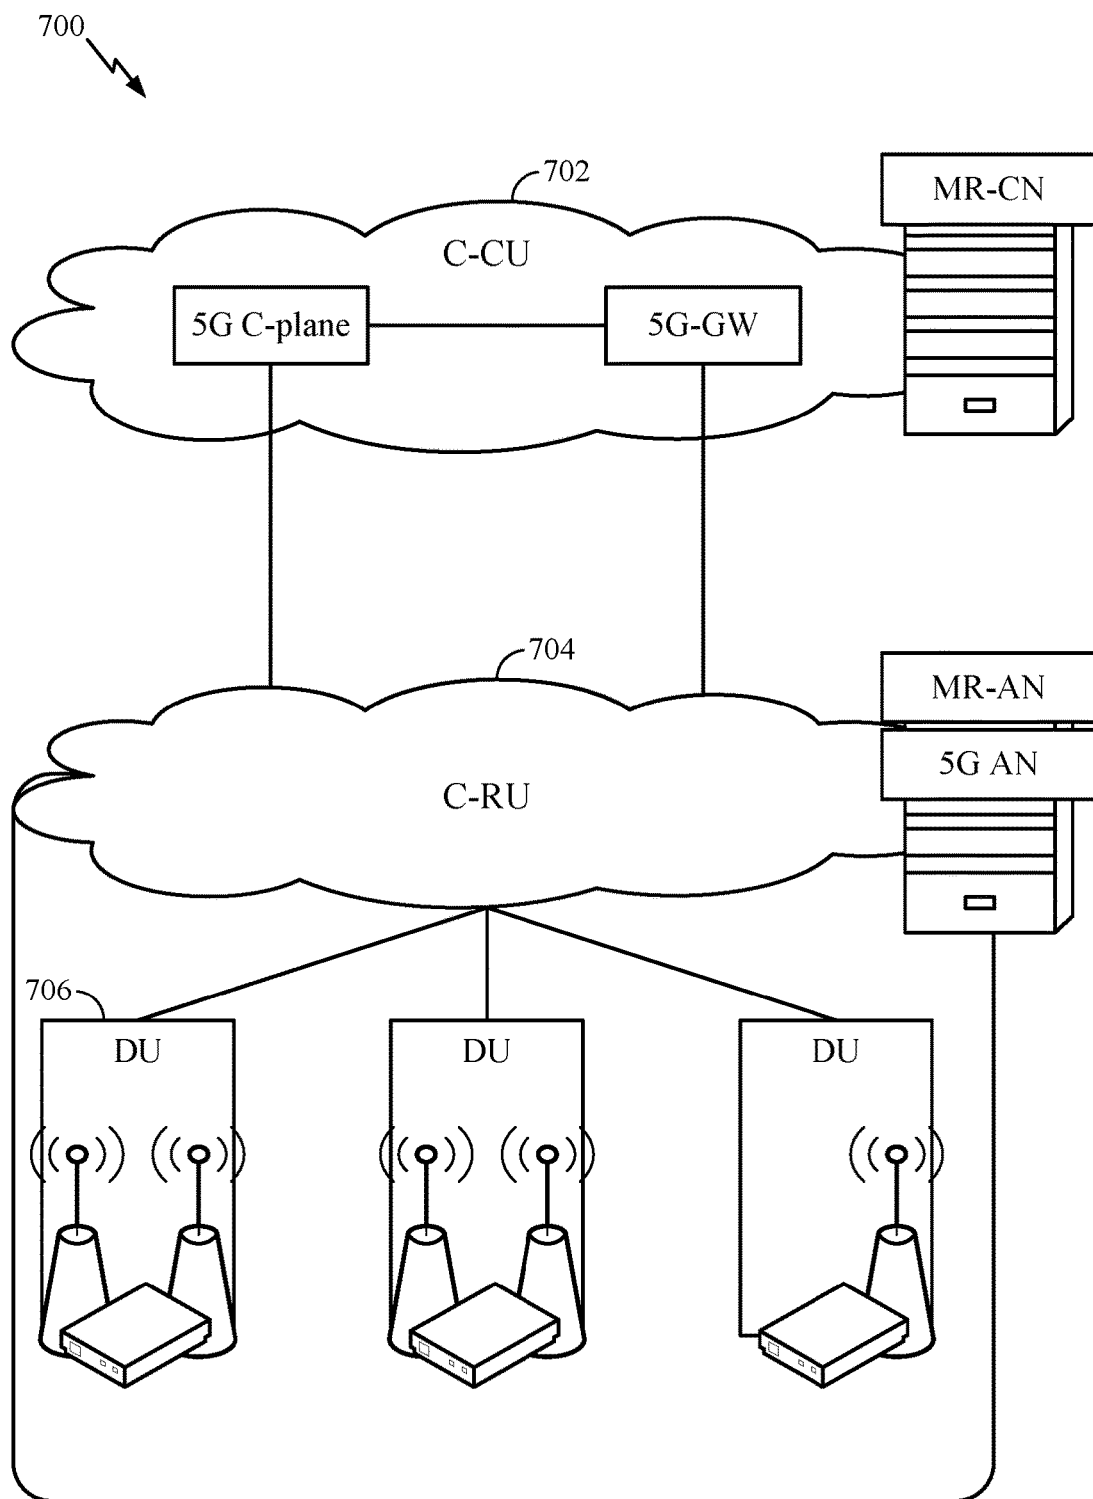 700
702
MR-CN
C-CU
5G C-plane
5G-GW
704
MR-AN
5G AN
C-RU
706
DU
DU
DU